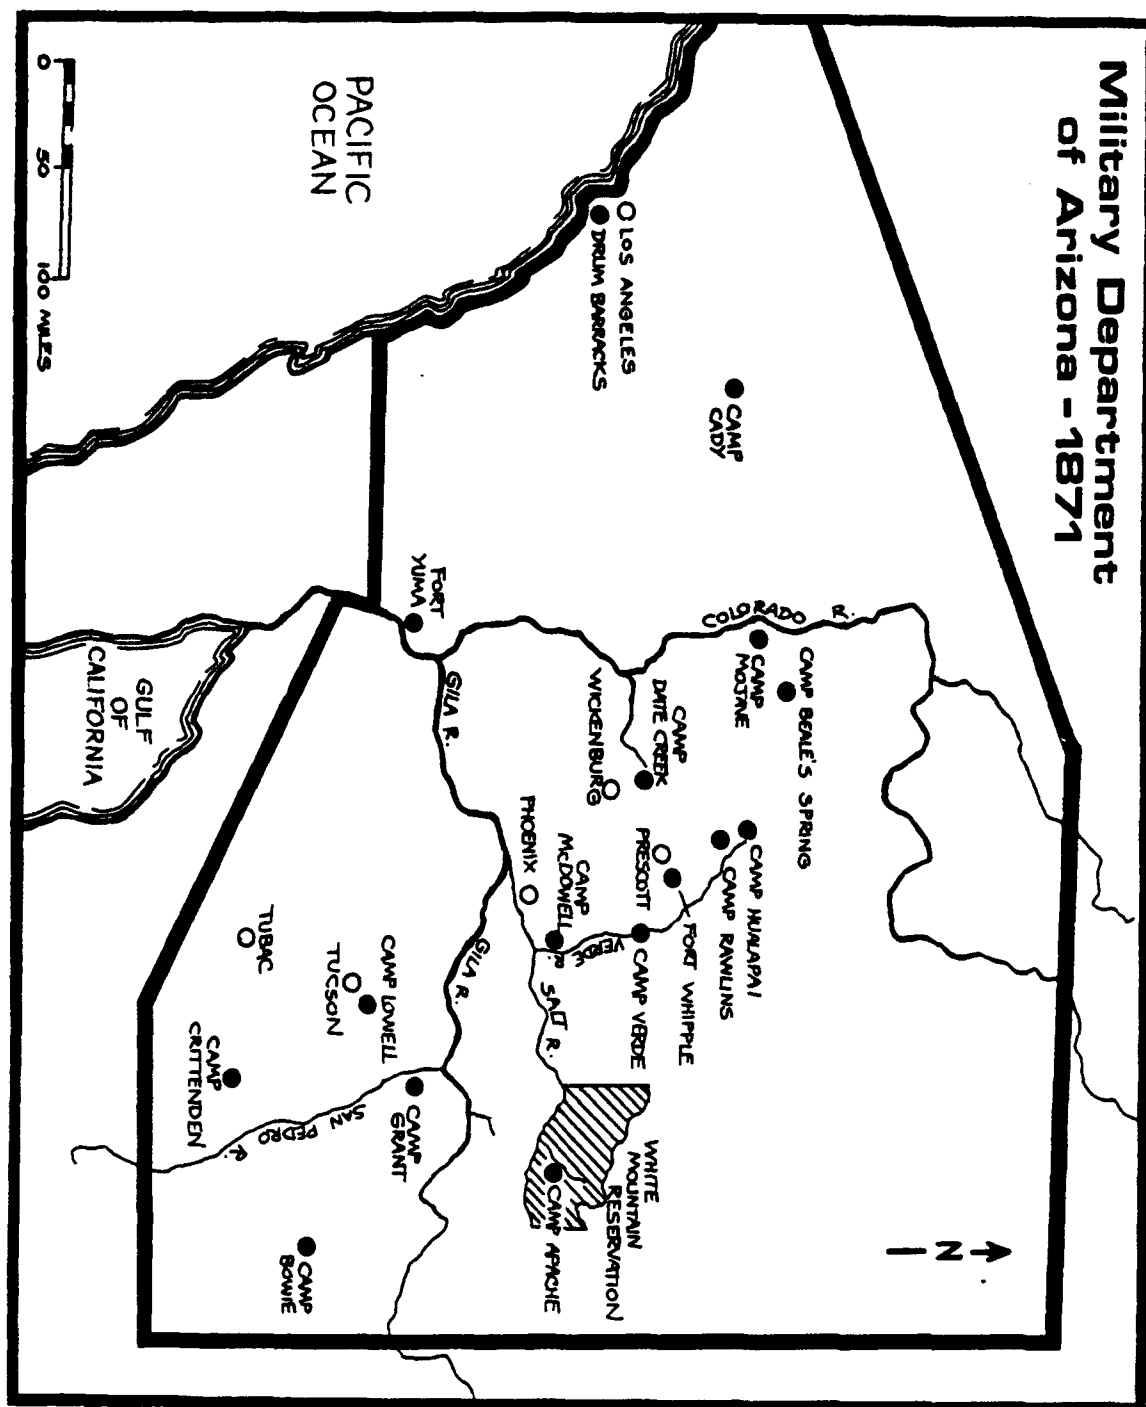 Military Department
of Arizona - 1871
COLORADO R.
CAMP BEALE'S SPRING
CAMP
MOJAVE
CAMP HUALAPAI
CAMP RAWLINS
CAMP
CADY
CAMP
DATE CREEK
WICKENBURG
PRESCOTT
FORT WHIPPLE
CAMP VERDE
VERDE R.
WHITE
MOUNTAIN
RESERVATION
LOS ANGELES
DRUM BARRACKS
CAMP
McDOWELL
PHOENIX
SALT R.
CAMP APACHE
PACIFIC
OCEAN
FORT
YUMA
GILA R.
GILA R.
CAMP
GRANT
CAMP LOWELL
TUCSON
SAN PEDRO R.
TUBAC
CAMP
CRITTENDEN
CAMP
BOWIE
GULF
OF
CALIFORNIA
N
0 50 100 MILES